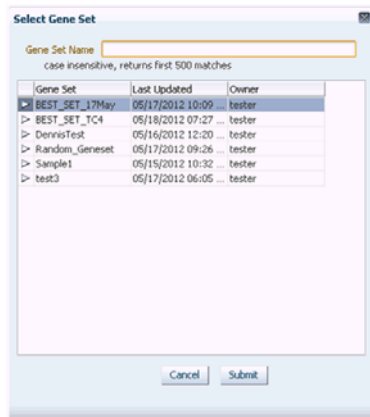 Select Gene Set
Gene Set Name
case insensitive, returns first 500 matches
Gene Set Last Updated Owner
BEST_SET_17May 05/17/2012 10:09 ... tester
BEST_SET_TC4 05/18/2012 07:27 ... tester
DennisTest 05/16/2012 12:20 ... tester
Random_Geneset 05/17/2012 09:26 ... tester
Sample1 05/15/2012 10:32 ... tester
test3 05/17/2012 06:05 ... tester
Cancel Submit